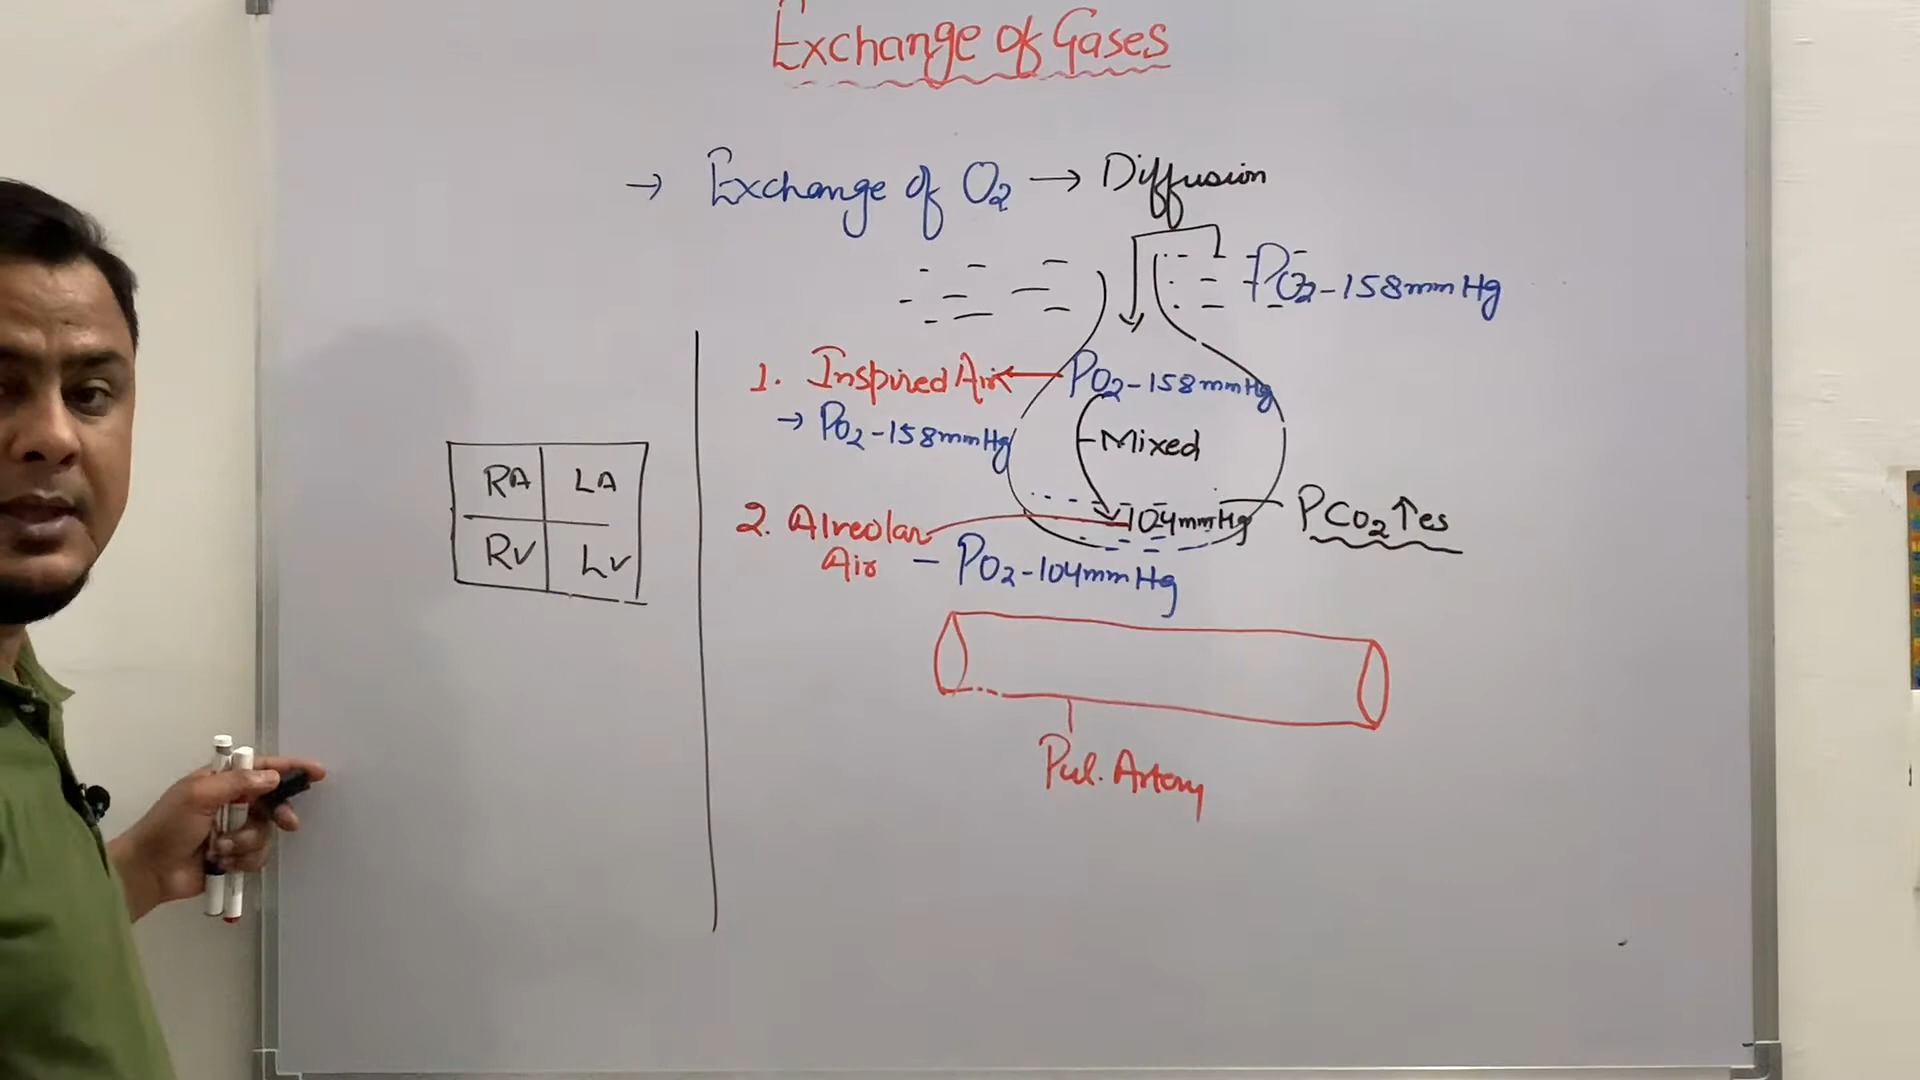 Exchange of Gases
→ Exchange of O₂ → Diffusion
PO₂-158mmHg
1. Inspired Air ← PO₂-158mmHg
→ PO₂-158mmHg
Mixed
2. Alveolar
Air - PO₂-104mmHg
104mmHg
PCO₂↑es
RA LA
RV LV
Pul. Artery